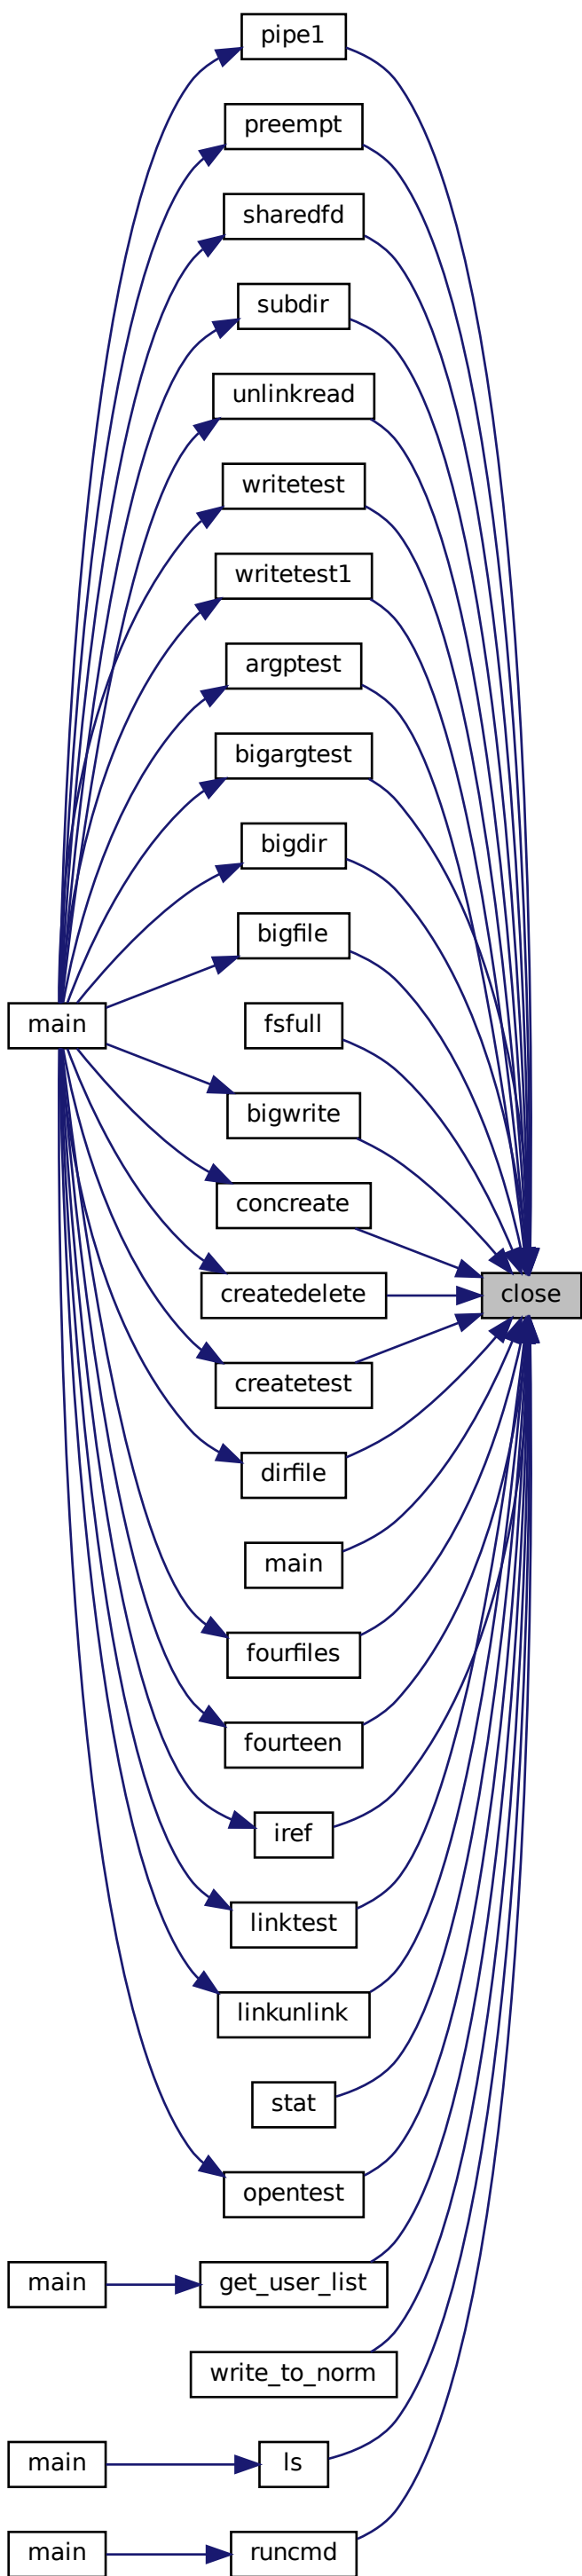 pipe1
preempt
sharedfd
subdir
unlinkread
writetest
writetest1
argptest
bigargtest
bigdir
bigfile
main
fsfull
bigwrite
concreate
createdelete
close
createtest
dirfile
main
fourfiles
fourteen
iref
linktest
linkunlink
stat
opentest
main
get_user_list
write_to_norm
main
ls
main
runcmd